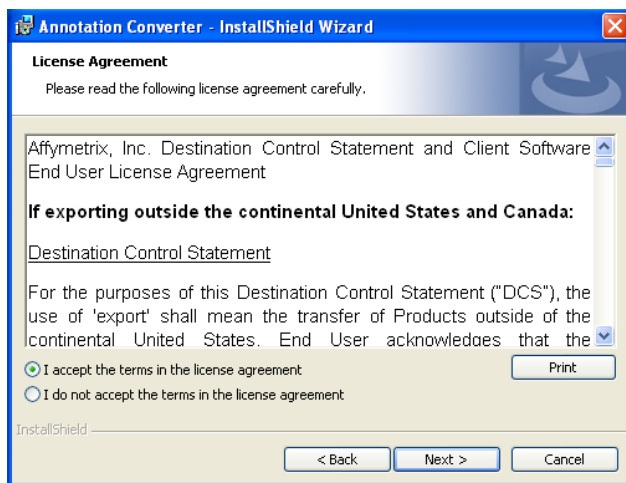 Annotation Converter - InstallShield Wizard
License Agreement
Please read the following license agreement carefully.
Affymetrix, Inc. Destination Control Statement and Client Software
End User License Agreement
If exporting outside the continental United States and Canada:
Destination Control Statement
For the purposes of this Destination Control Statement ("DCS"), the
use of 'export' shall mean the transfer of Products outside of the
continental United States. End User acknowledges that the
I accept the terms in the license agreement
Print
I do not accept the terms in the license agreement
InstallShield
< Back
Next >
Cancel